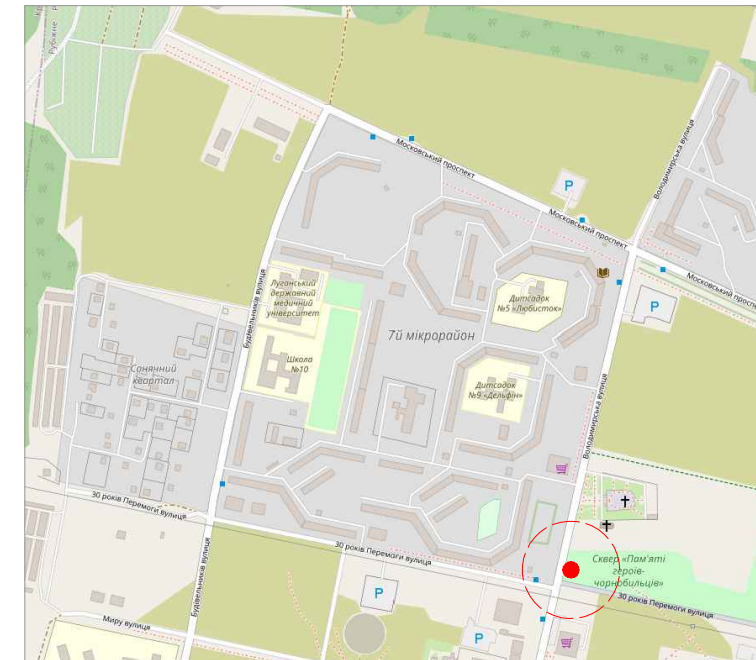 Рубіжне
Московський проспект
Володимирська вулиця
Московський проспект
Московський просп
P
Луганський
державний
медичний
університет
Будівельників вулиця
Дитсадок
№5 «Любисток»
P
7й мікрорайон
Школа
№10
Сонячний
квартал
Дитсадок
№9 «Дельфін»
Володимирська вулиця
30 років Перемоги вулиця
30 років Перемоги вулиця
Сквер «Пам'яті
героїв-
чорнобильців»
Будівельників вулиця
P
30 років Перемоги вулиця
Миру вулиця
P